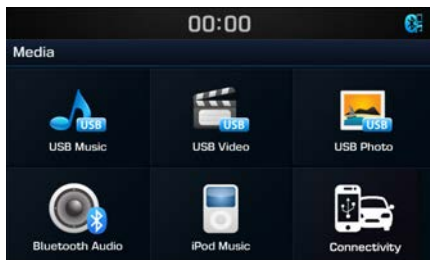 00:00
Media
USB
USB
USB
USB Music
USB Video
USB Photo
Bluetooth Audio
iPod Music
Connectivity